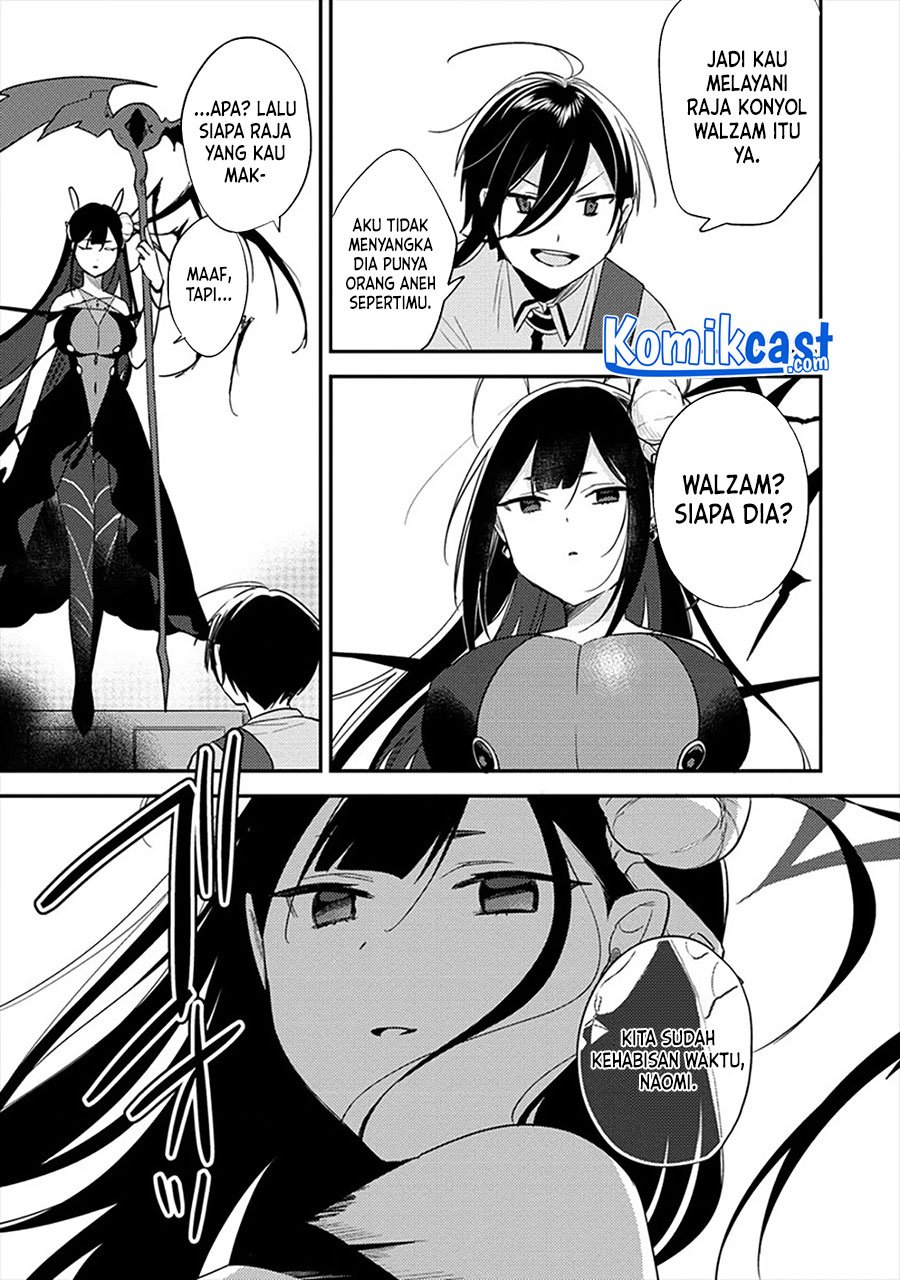 JADI KAU
MELAYANI
RAJA KONYOL
WALZAM ITU
YA.
AKU TIDAK
MENYANGKA
DIA PUNYA
ORANG ANEH
SEPERTIMU.
Komikcast
.com
WALZAM?
SIAPA DIA?
...APA? LALU
SIAPA RAJA
YANG KAU
MAK-
MAAF,
TAPI...
KITA SUDAH
KEHABISAN WAKTU,
NAOMI.